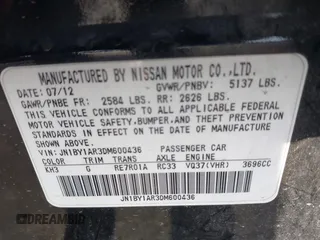 MANUFACTURED BY NISSAN MOTOR CO.,LTD.
DATE: 07/12 GVWR/PNBV: 5137 LBS.
GAWR/PNBE FR: 2584 LBS. RR: 2626 LBS.
THIS VEHICLE CONFORMS TO ALL APPLICABLE FEDERAL
MOTOR VEHICLE SAFETY, BUMPER, AND THEFT
PREVENTION STANDARDS IN EFFECT ON THE
DATE OF MANUFACTURE SHOWN ABOVE.
VIN:JN1BY1AR3DM600436 PASSENGER CAR
COLOR TRIM TRANS AXLE ENGINE
KH3 G RE7R01A RC33 VQ37(VHR) 3696CC
JN1BY1AR3DM600436
DREAMBID